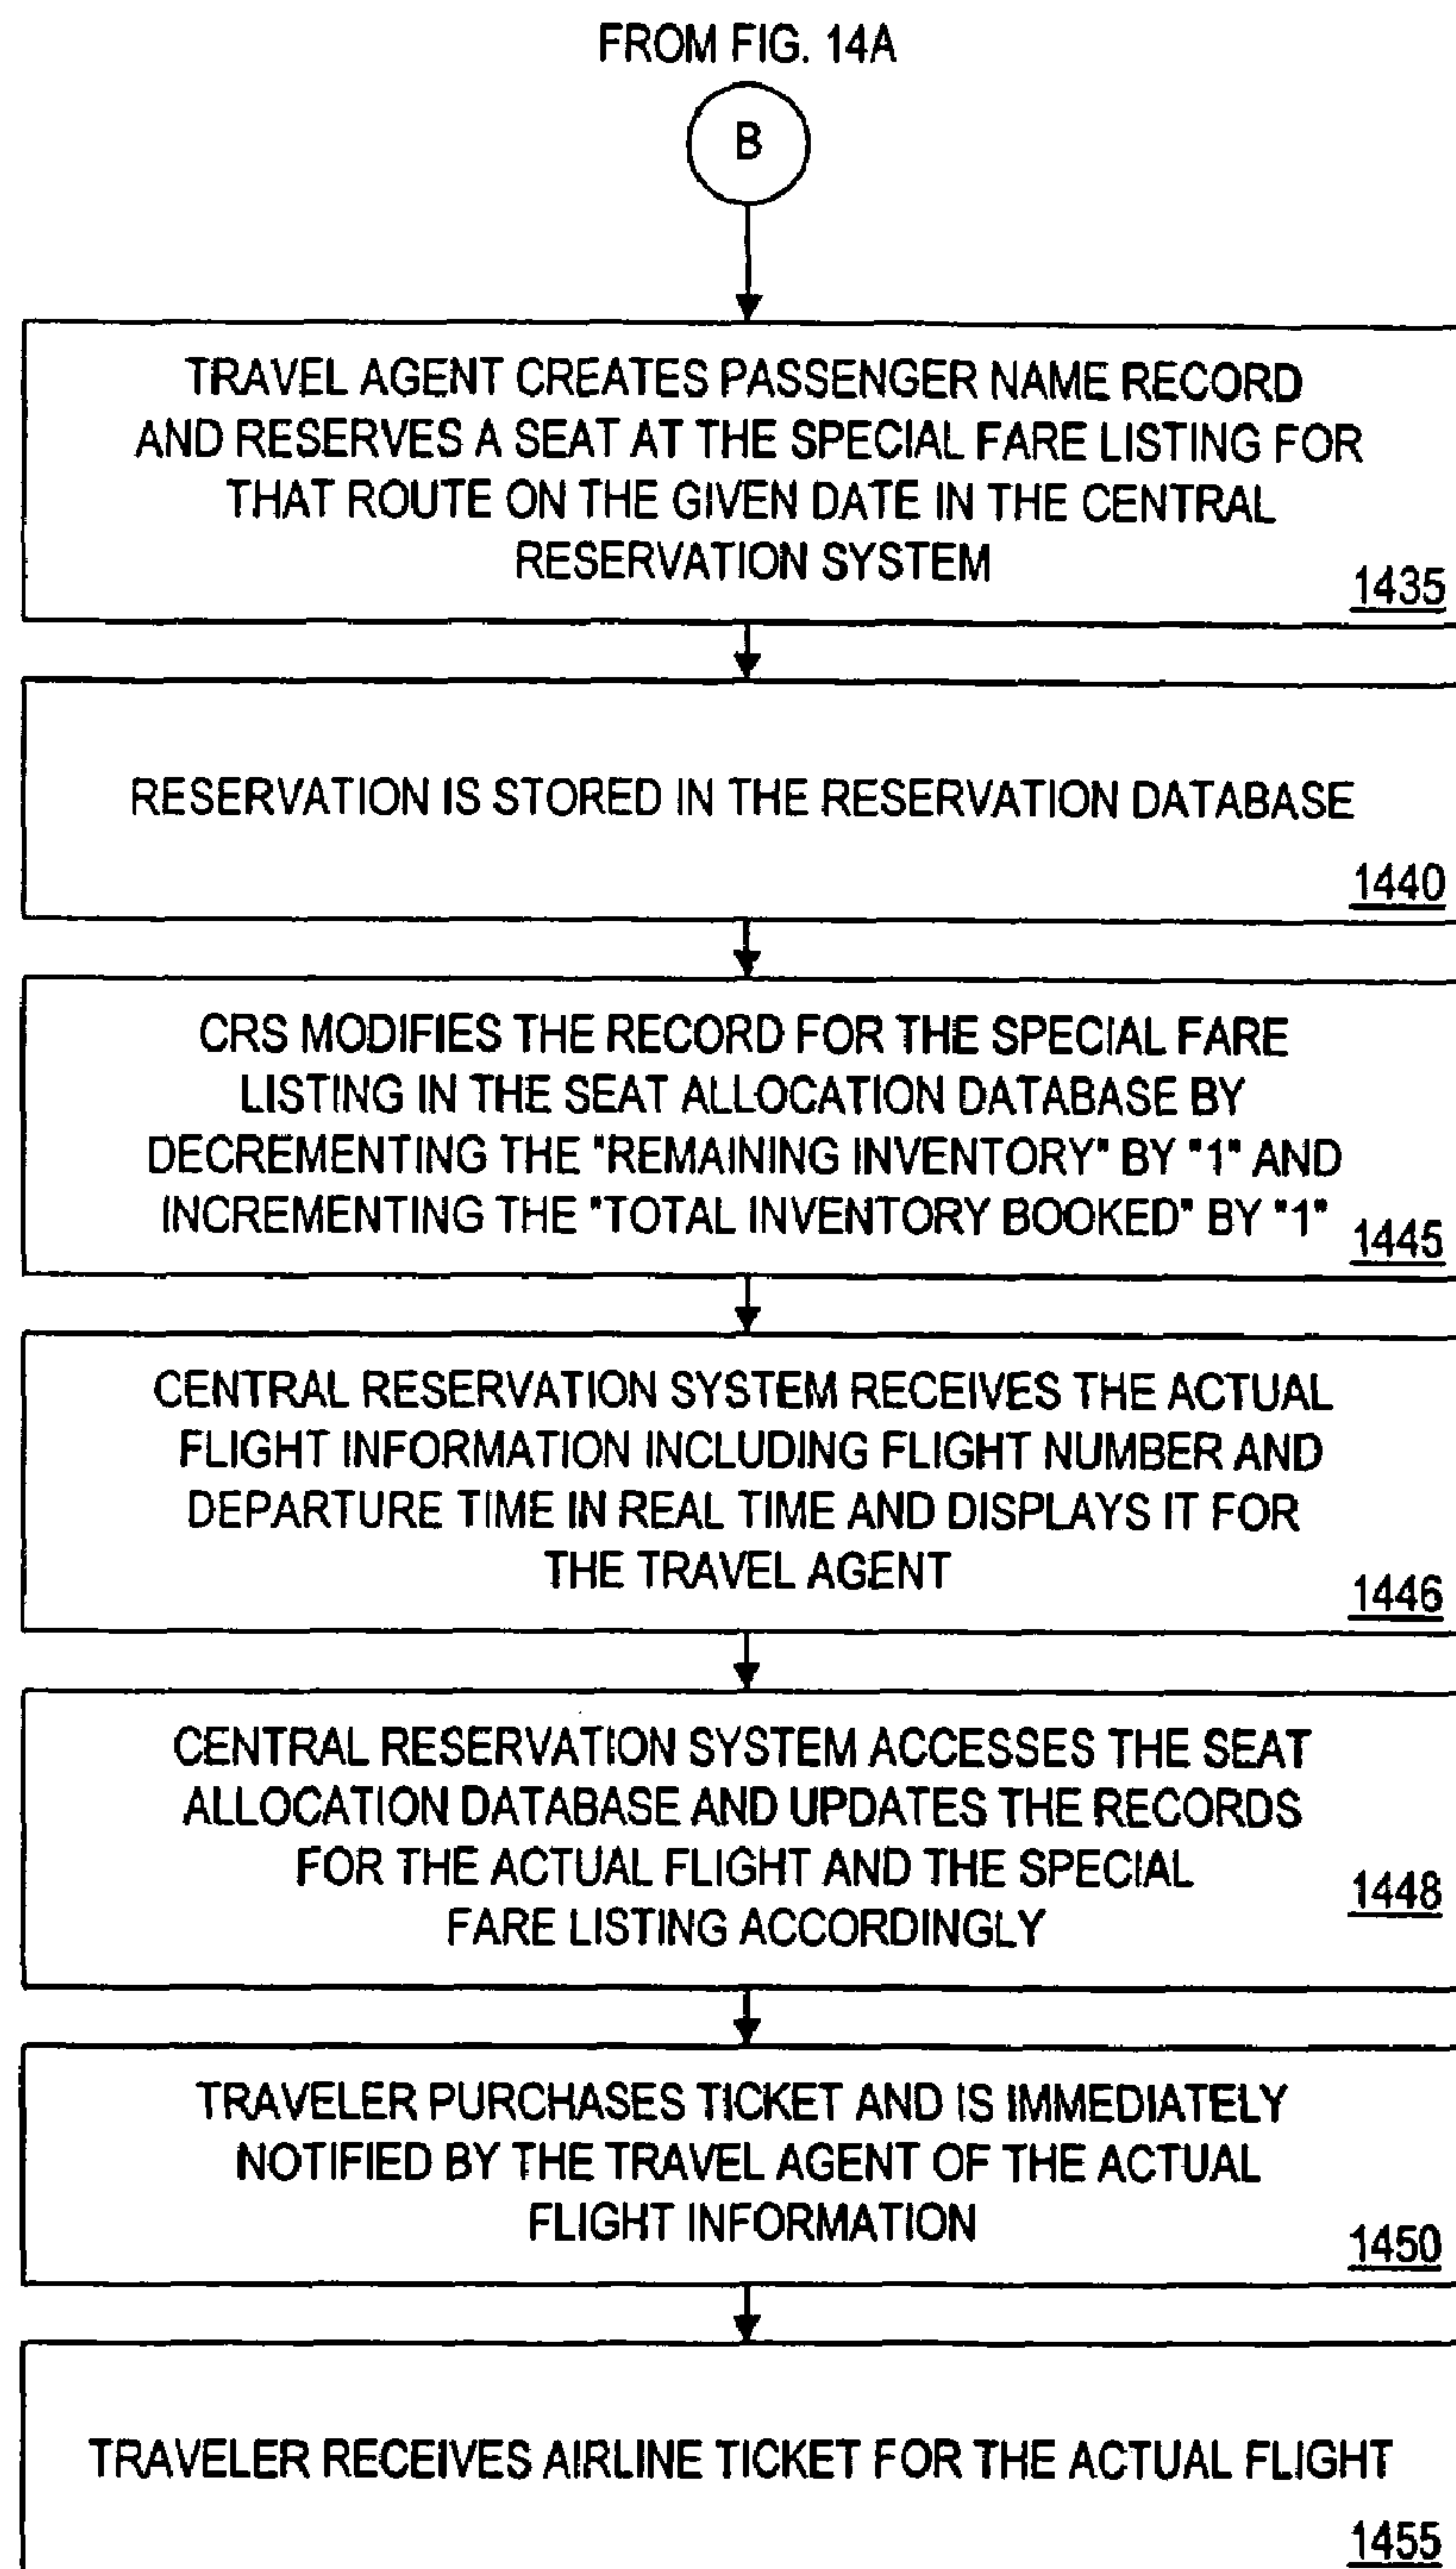 FROM FIG. 14A
B
TRAVEL AGENT CREATES PASSENGER NAME RECORD
AND RESERVES A SEAT AT THE SPECIAL FARE LISTING FOR
THAT ROUTE ON THE GIVEN DATE IN THE CENTRAL
RESERVATION SYSTEM
1435
RESERVATION IS STORED IN THE RESERVATION DATABASE
1440
CRS MODIFIES THE RECORD FOR THE SPECIAL FARE
LISTING IN THE SEAT ALLOCATION DATABASE BY
DECREMENTING THE "REMAINING INVENTORY" BY "1" AND
INCREMENTING THE "TOTAL INVENTORY BOOKED" BY "1"
1445
CENTRAL RESERVATION SYSTEM RECEIVES THE ACTUAL
FLIGHT INFORMATION INCLUDING FLIGHT NUMBER AND
DEPARTURE TIME IN REAL TIME AND DISPLAYS IT FOR
THE TRAVEL AGENT
1446
CENTRAL RESERVATION SYSTEM ACCESSES THE SEAT
ALLOCATION DATABASE AND UPDATES THE RECORDS
FOR THE ACTUAL FLIGHT AND THE SPECIAL
FARE LISTING ACCORDINGLY
1448
TRAVELER PURCHASES TICKET AND IS IMMEDIATELY
NOTIFIED BY THE TRAVEL AGENT OF THE ACTUAL
FLIGHT INFORMATION
1450
TRAVELER RECEIVES AIRLINE TICKET FOR THE ACTUAL FLIGHT
1455